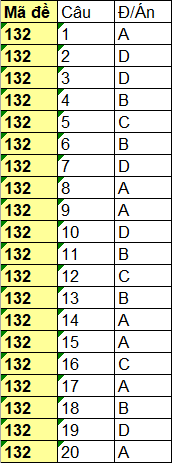 Mã đề Câu Đ/Án
132 1 A
132 2 D
132 3 D
132 4 B
132 5 C
132 6 B
132 7 D
132 8 A
132 9 A
132 10 D
132 11 B
132 12 C
132 13 B
132 14 A
132 15 A
132 16 C
132 17 A
132 18 B
132 19 D
132 20 A